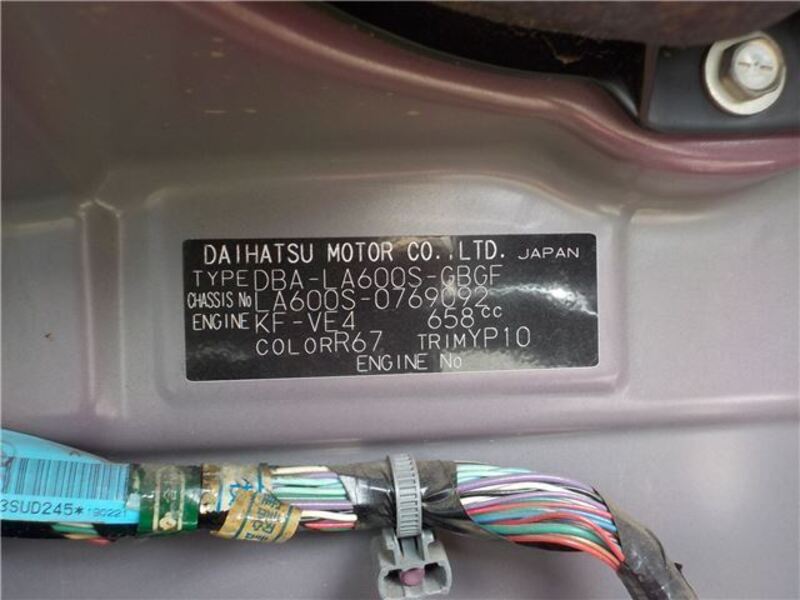 DAIHATSU MOTOR CO.,LTD. JAPAN
TYPE DBA-LA600S-GBGF
CHASSIS No LA600S-0769092
ENGINE KF-VE4 658cc
COLOR R67 TRIM YP10
ENGINE No
3SUD245* 190221